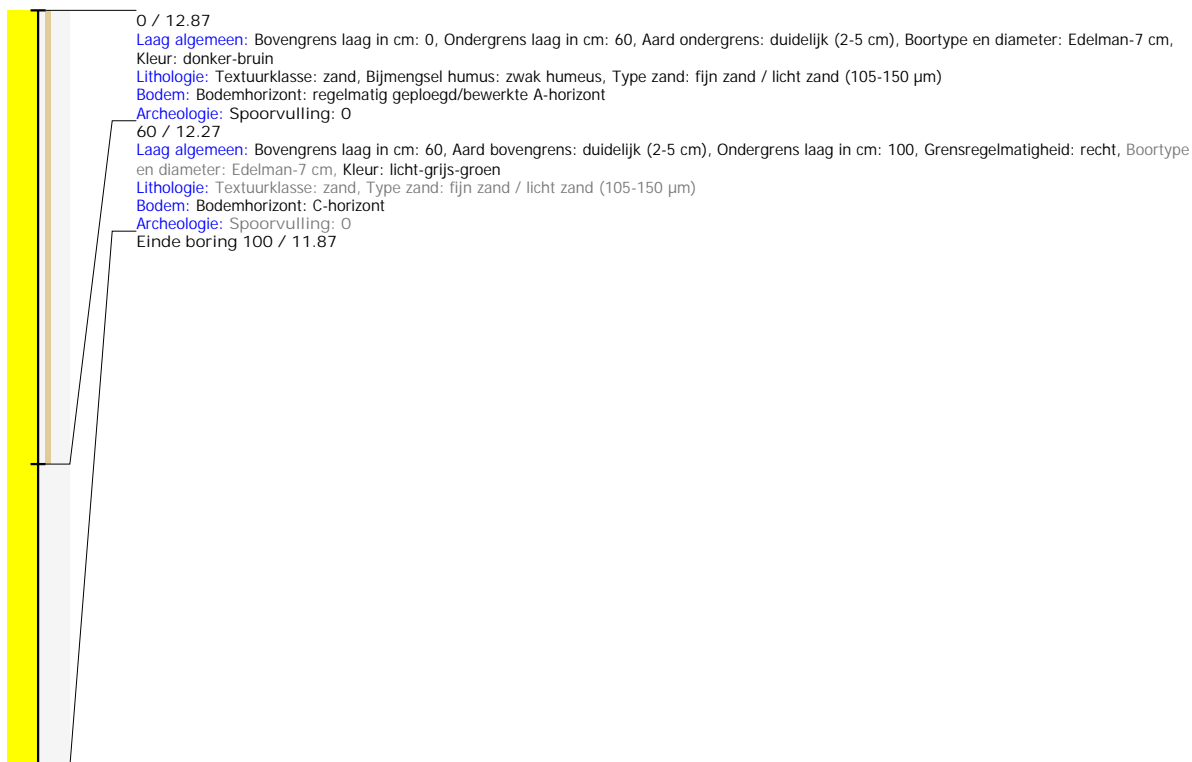 0 / 12.87
Laag algemeen: Bovengrens laag in cm: 0, Ondergrens laag in cm: 60, Aard ondergrens: duidelijk (2-5 cm), Boortype en diameter: Edelman-7 cm,
Kleur: donker-bruin
Lithologie: Textuurklasse: zand, Bijmengsel humus: zwak humeus, Type zand: fijn zand / licht zand (105-150 µm)
Bodem: Bodemhorizont: regelmatig geploegd/bewerkte A-horizont
Archeologie: Spoorvulling: 0
60 / 12.27
Laag algemeen: Bovengrens laag in cm: 60, Aard bovengrens: duidelijk (2-5 cm), Ondergrens laag in cm: 100, Grensregelmatigheid: recht, Boortype
en diameter: Edelman-7 cm, Kleur: licht-grijs-groen
Lithologie: Textuurklasse: zand, Type zand: fijn zand / licht zand (105-150 µm)
Bodem: Bodemhorizont: C-horizont
Archeologie: Spoorvulling: 0
Einde boring 100 / 11.87